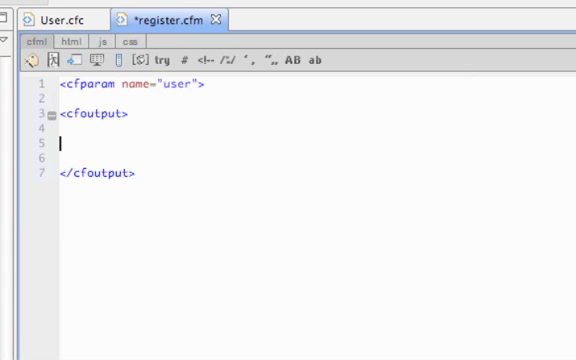 User.cfc
*register.cfm
cfml html js css
try # <!-- /*/ ‘, “„ AB ab
1 <cfparam name="user">
2
3 <cfoutput>
4
5
6
7 </cfoutput>